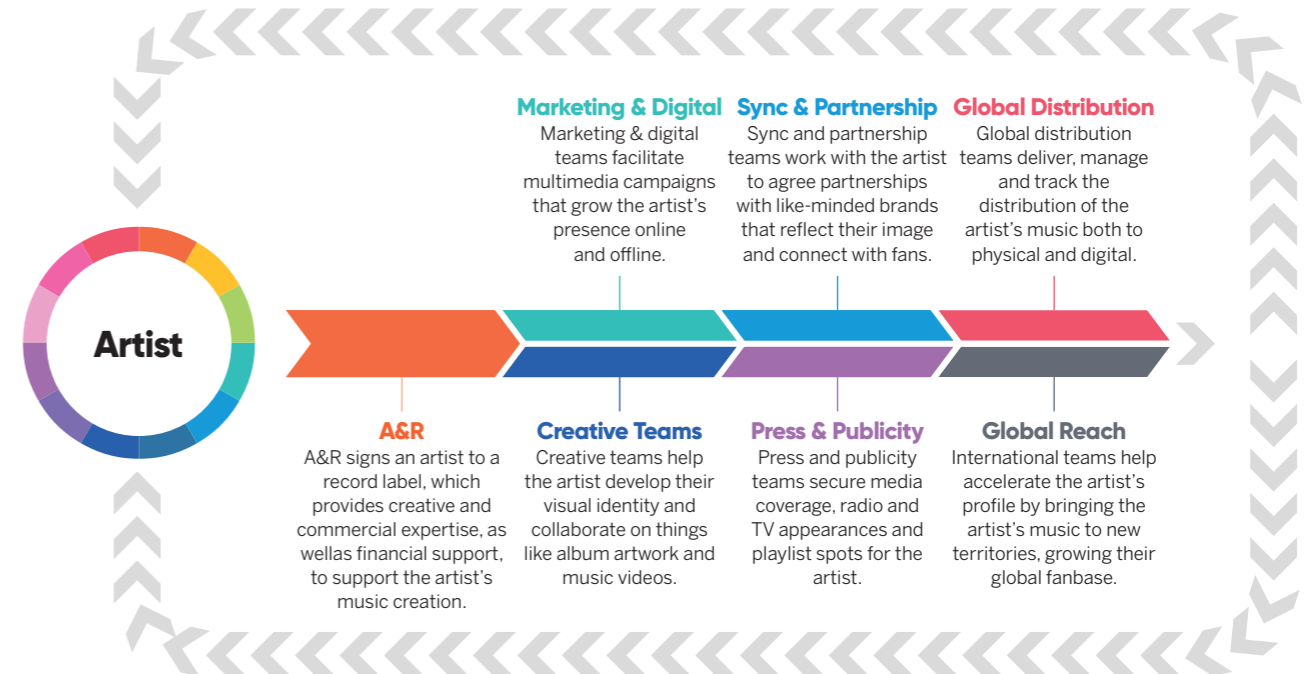 Artist
Marketing & Digital
Marketing & digital
teams facilitate
multimedia campaigns
that grow the artist's
presence online
and offline.
Sync & Partnership
Sync and partnership
teams work with the artist
to agree partnerships
with like-minded brands
that reflect their image
and connect with fans.
Global Distribution
Global distribution
teams deliver, manage
and track the
distribution of the
artist's music both to
physical and digital.
A&R
A&R signs an artist to a
record label, which
provides creative and
commercial expertise, as
wellas financial support,
to support the artist's
music creation.
Creative Teams
Creative teams help
the artist develop their
visual identity and
collaborate on things
like album artwork and
music videos.
Press & Publicity
Press and publicity
teams secure media
coverage, radio and
TV appearances and
playlist spots for the
artist.
Global Reach
International teams help
accelerate the artist's
profile by bringing the
artist's music to new
territories, growing their
global fanbase.